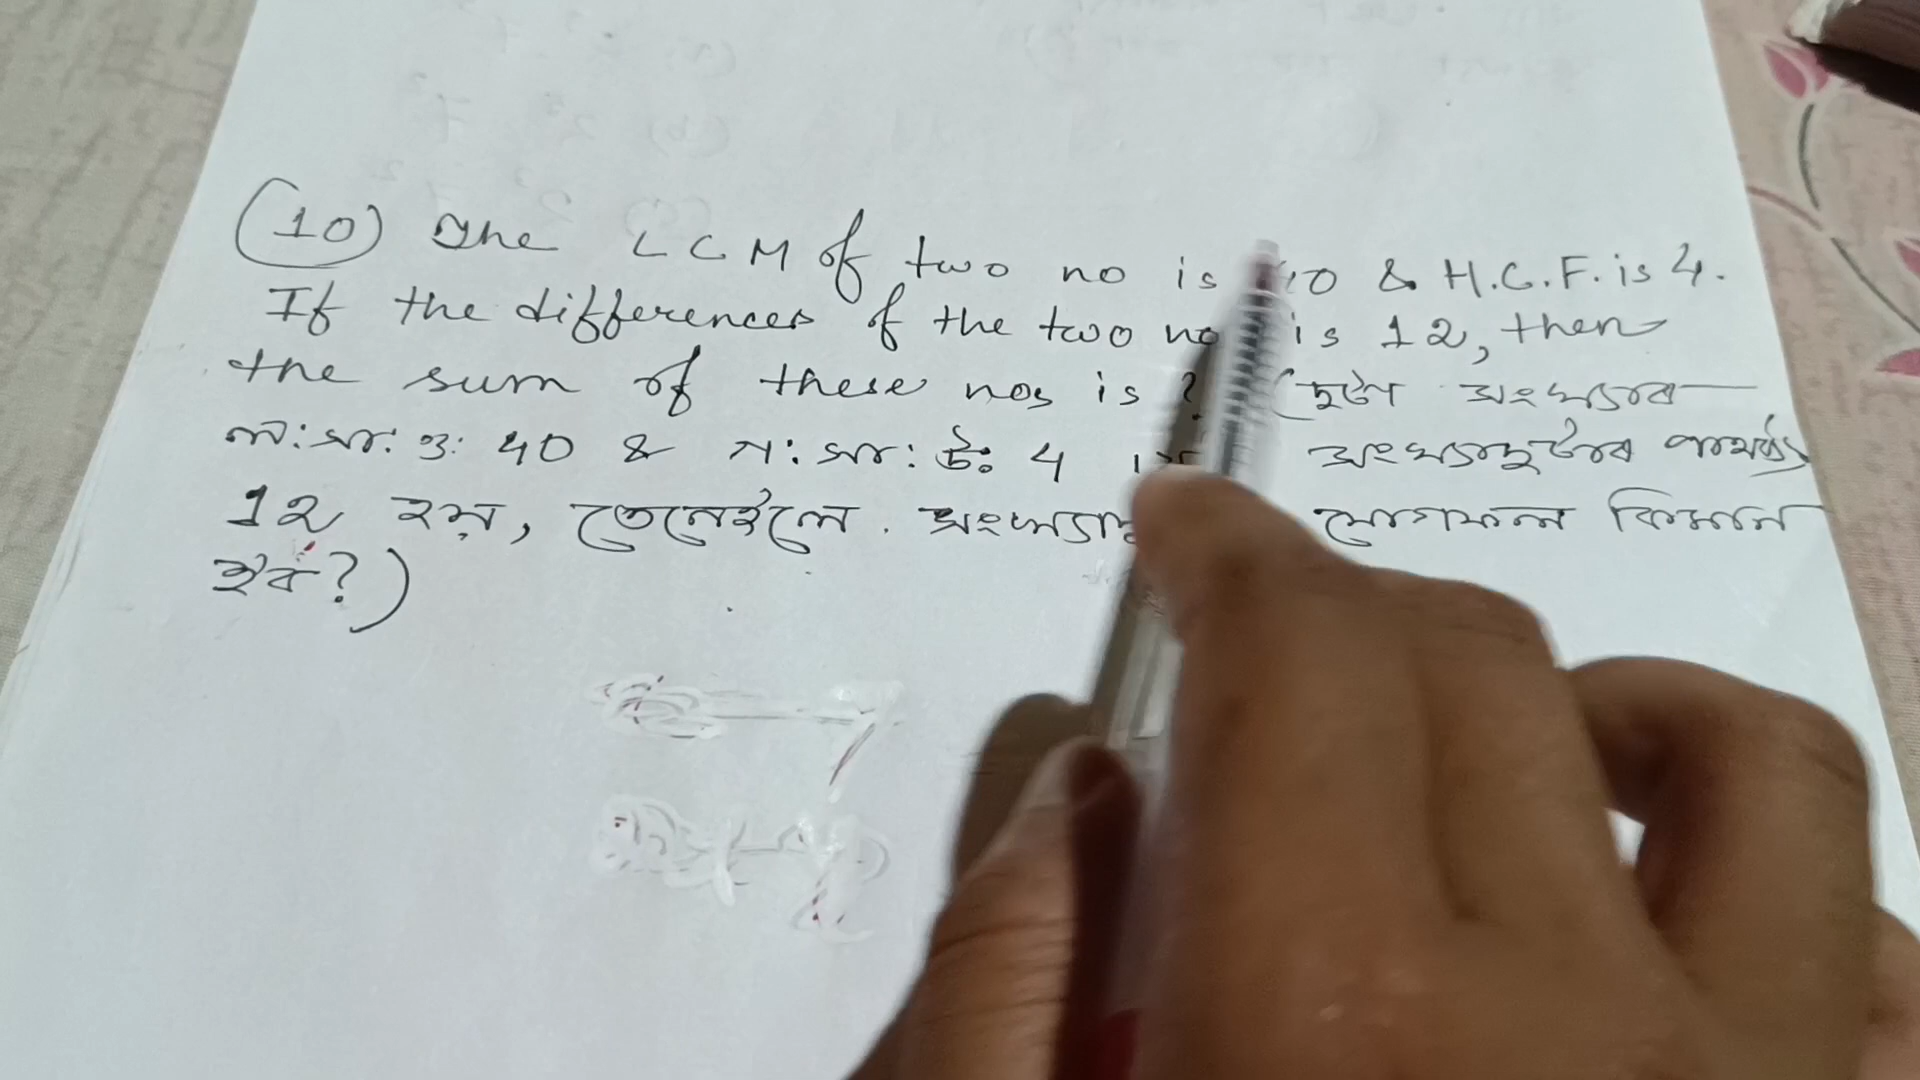 (10) The LCM of two no is 40 & H.C.F. is 4.
If the differences of the two no is 12, then
the sum of these nos is ? (দুটা সংখ্যাৰ
ল: সা: গু: 40 & গ: সা: উ: 4 সংখ্যাদুটাৰ পাৰ্থক্য
12 হয়, তেনেহলে যোগফল কিমান
হব?)